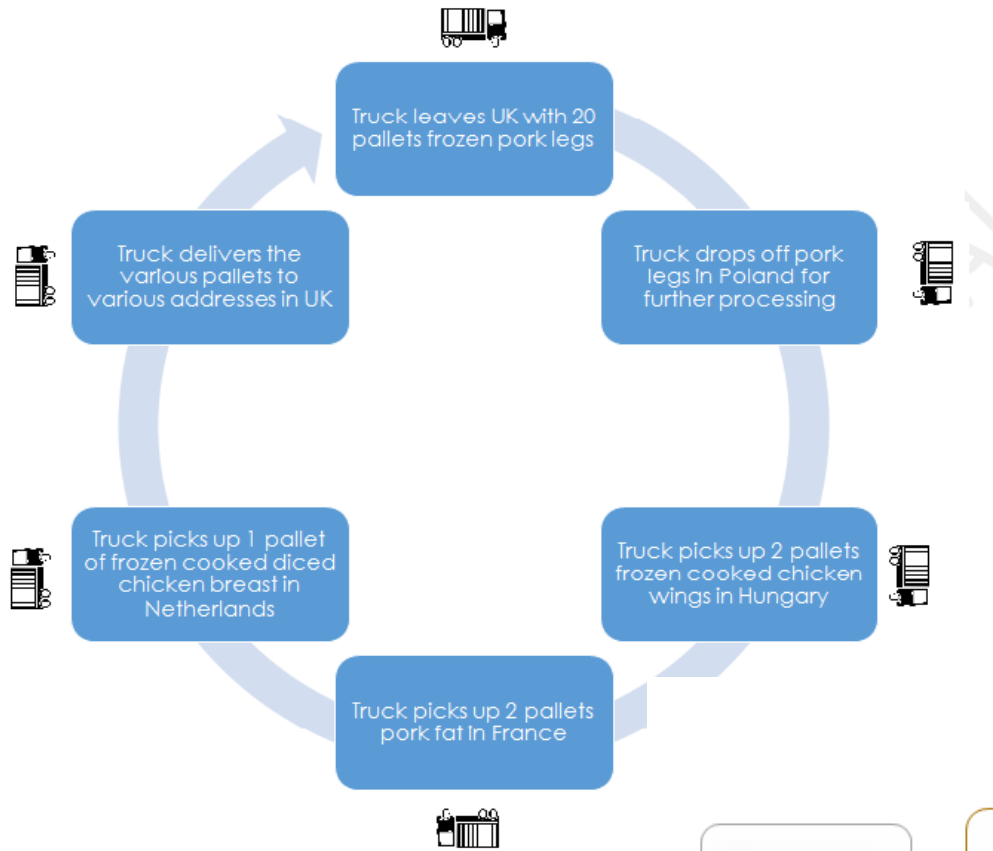 Truck leaves UK with 20
pallets frozen pork legs
Truck drops off pork
legs in Poland for
further processing
Truck picks up 2 pallets
frozen cooked chicken
wings in Hungary
Truck picks up 2 pallets
pork fat in France
Truck picks up 1 pallet
of frozen cooked diced
chicken breast in
Netherlands
Truck delivers the
various pallets to
various addresses in UK